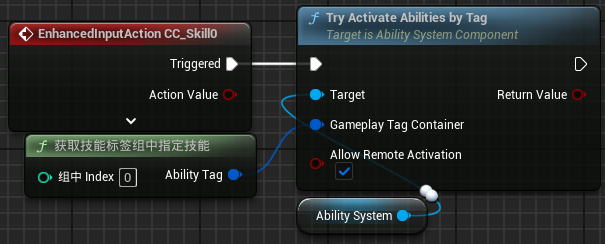 EnhancedInputAction CC_Skill0
Triggered
Action Value
获取技能标签组中指定技能
组中 Index 0
Ability Tag
Try Activate Abilities by Tag
Target is Ability System Component
Target
Return Value
Gameplay Tag Container
Allow Remote Activation
Ability System